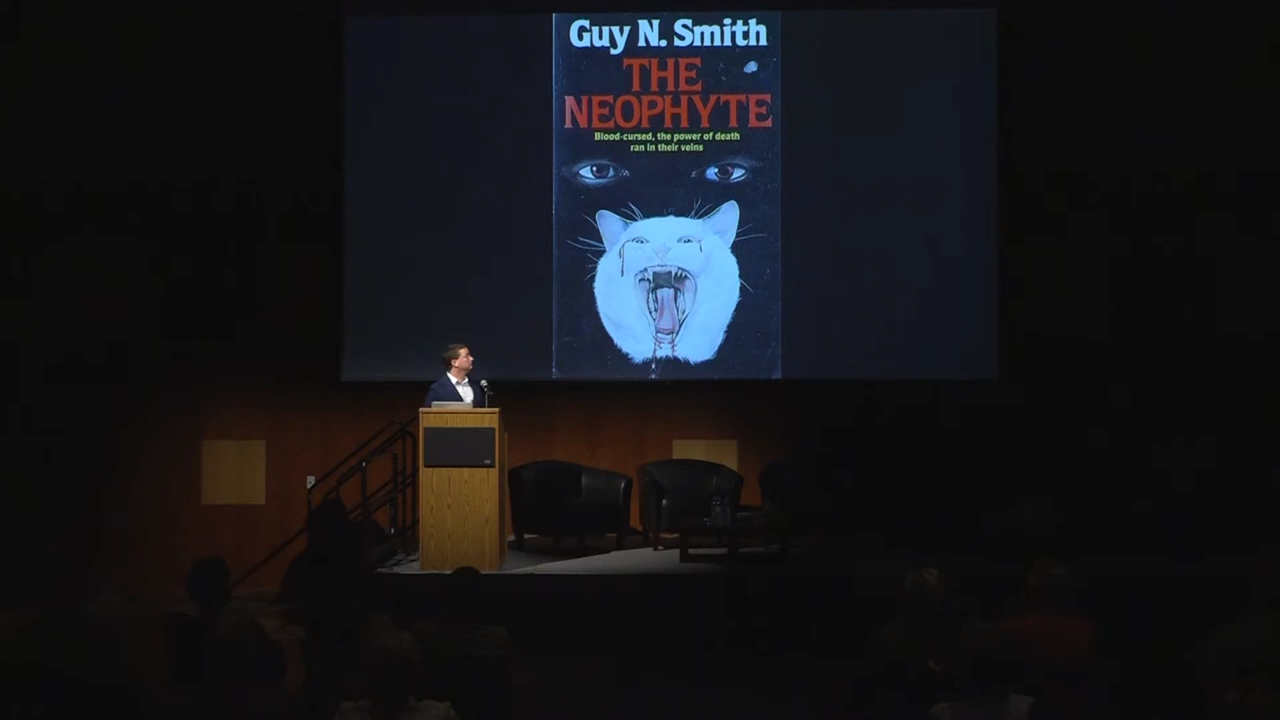 Guy N. Smith
THE
NEOPHYTE
Blood-cursed, the power of death
ran in their veins